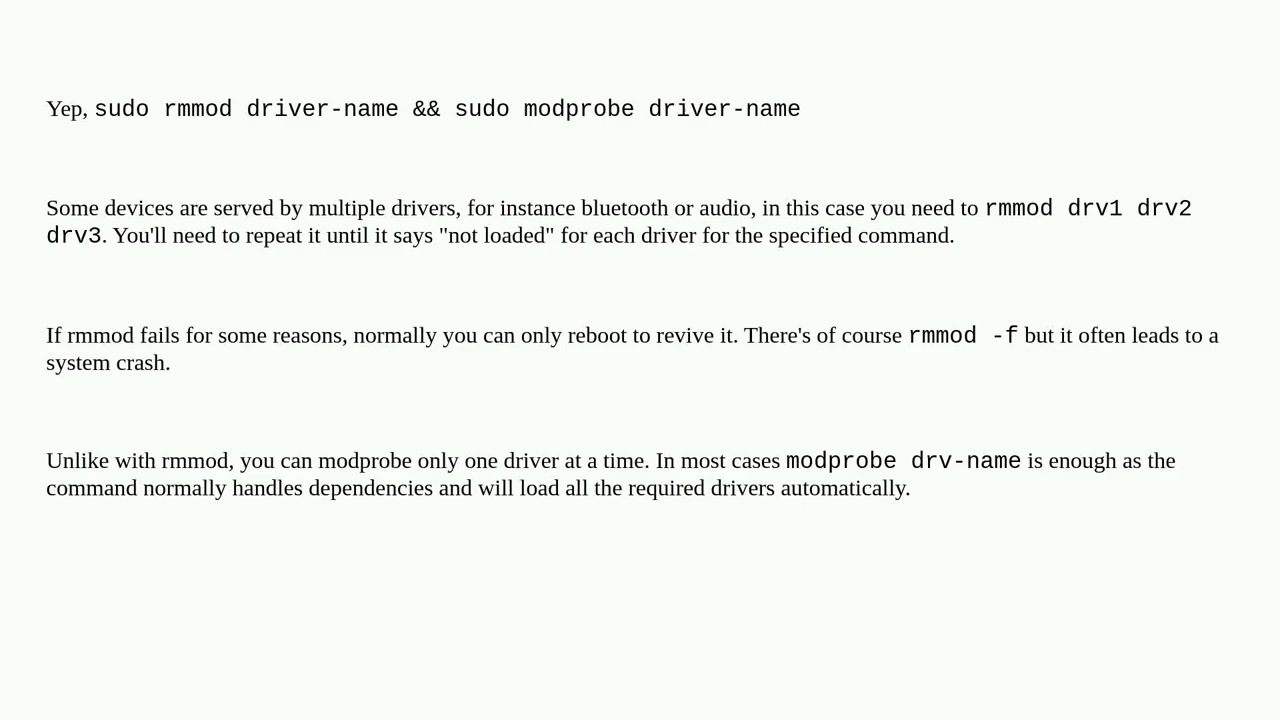 Yep, sudo rmmod driver-name && sudo modprobe driver-name
Some devices are served by multiple drivers, for instance bluetooth or audio, in this case you need to rmmod drv1 drv2
drv3. You'll need to repeat it until it says "not loaded" for each driver for the specified command.
If rmmod fails for some reasons, normally you can only reboot to revive it. There's of course rmmod -f but it often leads to a
system crash.
Unlike with rmmod, you can modprobe only one driver at a time. In most cases modprobe drv-name is enough as the
command normally handles dependencies and will load all the required drivers automatically.